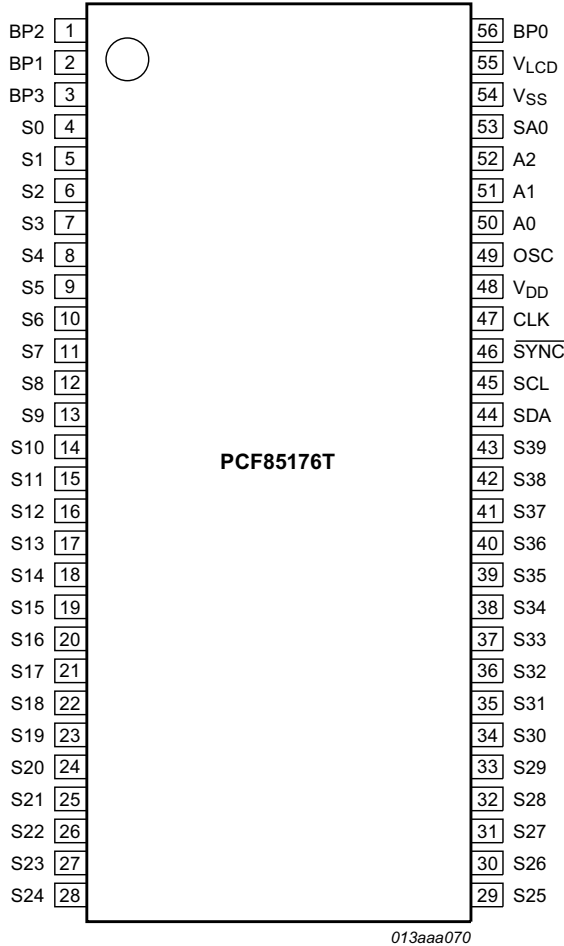 BP2 1 56 BP0
BP1 2 55 VLCD
BP3 3 54 VSS
S0 4 53 SA0
S1 5 52 A2
S2 6 51 A1
S3 7 50 A0
S4 8 49 OSC
S5 9 48 VDD
S6 10 47 CLK
S7 11 46 SYNC
S8 12 45 SCL
S9 13 44 SDA
S10 14 43 S39
PCF85176T
S11 15 42 S38
S12 16 41 S37
S13 17 40 S36
S14 18 39 S35
S15 19 38 S34
S16 20 37 S33
S17 21 36 S32
S18 22 35 S31
S19 23 34 S30
S20 24 33 S29
S21 25 32 S28
S22 26 31 S27
S23 27 30 S26
S24 28 29 S25
013aaa070